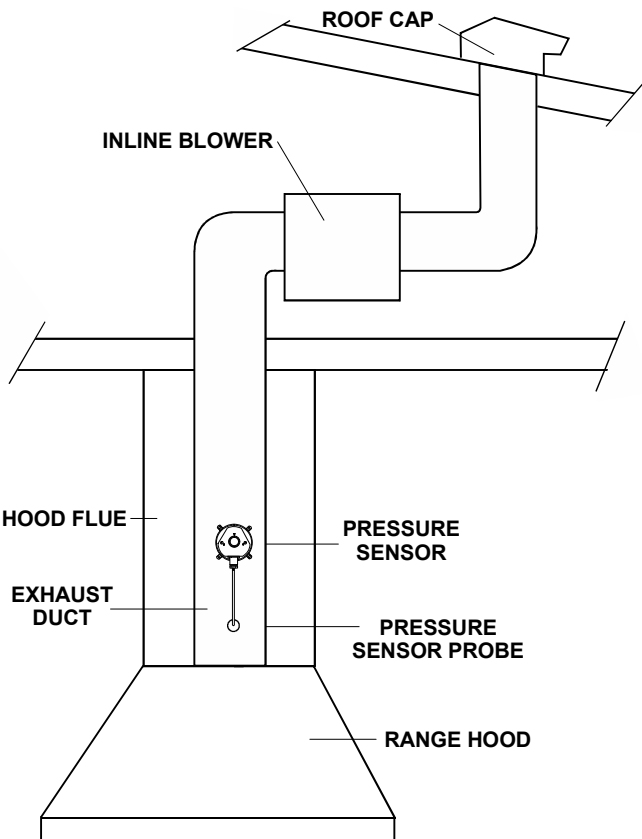 ROOF CAP
INLINE BLOWER
HOOD FLUE
PRESSURE
SENSOR
EXHAUST
DUCT
PRESSURE
SENSOR PROBE
RANGE HOOD